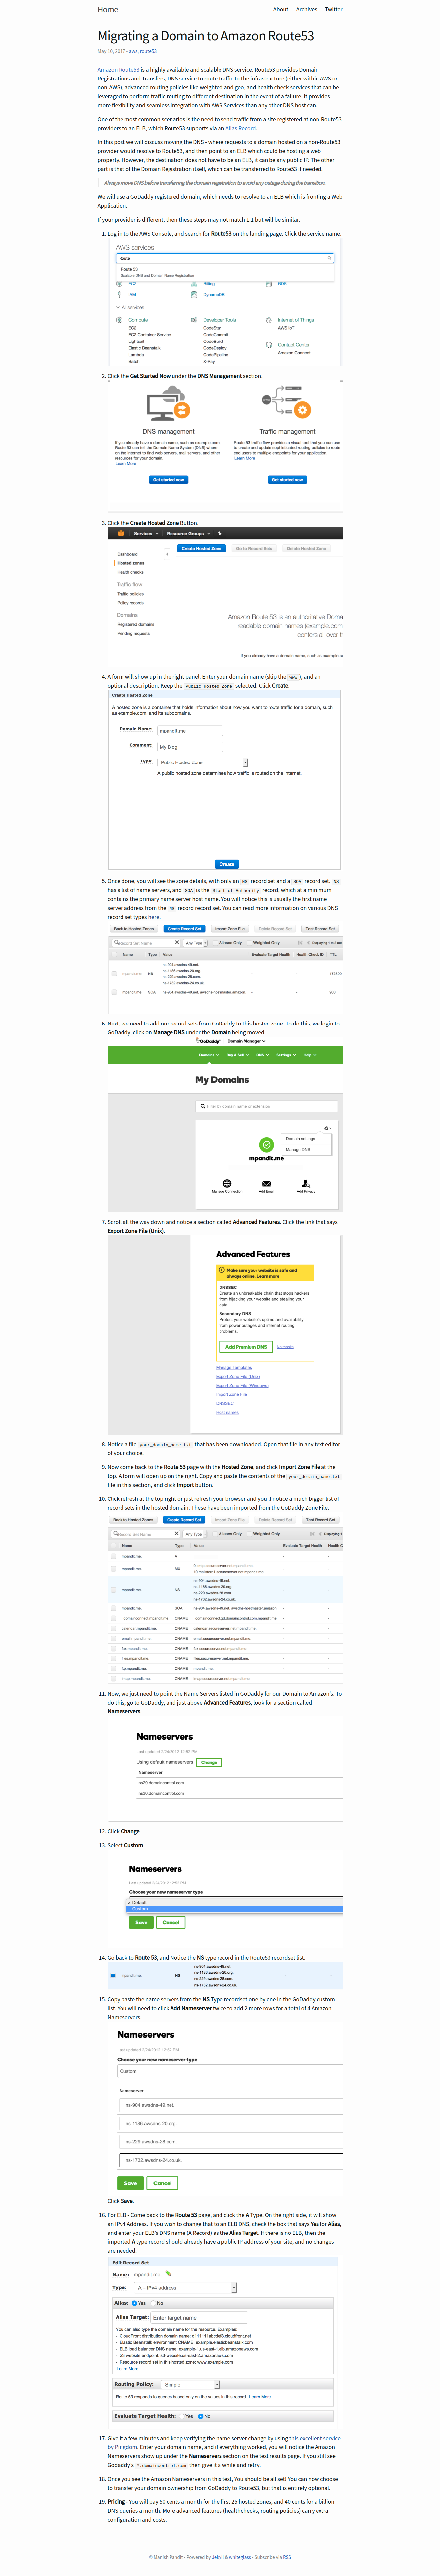 Home
About Archives Twitter
Migrating a Domain to Amazon Route53
May 10, 2017 • aws, route53
Amazon Route53 is a highly available and scalable DNS service. Route53 provides Domain
Registrations and Transfers, DNS service to route traffic to the infrastructure (either within AWS or
non-AWS), advanced routing policies like weighted and geo, and health check services that can be
leveraged to perform traffic routing to different destination in the event of a failure. It provides
more flexibility and seamless integration with AWS Services than any other DNS host can.
One of the most common scenarios is the need to send traffic from a site registered at non-Route53
providers to an ELB, which Route53 supports via an Alias Record.
In this post we will discuss moving the DNS - where requests to a domain hosted on a non-Route53
provider would resolve to Route53, and then point to an ELB which could be hosting a web
property. However, the destination does not have to be an ELB, it can be any public IP. The other
part is that of the Domain Registration itself, which can be transferred to Route53 if needed.
Always move DNS before transferring the domain registration to avoid any outage during the transition.
We will use a GoDaddy registered domain, which needs to resolve to an ELB which is fronting a Web
Application.
If your provider is different, then these steps may not match 1:1 but will be similar.
1. Log in to the AWS Console, and search for Route53 on the landing page. Click the service name.
AWS services
Route
Route 53
Scalable DNS and Domain Name Registration
EC2 Billing RDS
IAM DynamoDB
All services
Compute Developer Tools Internet of Things
EC2 CodeStar AWS IoT
EC2 Container Service CodeCommit
Lightsail CodeBuild Contact Center
Elastic Beanstalk CodeDeploy Amazon Connect
Lambda CodePipeline
Batch X-Ray
2. Click the Get Started Now under the DNS Management section.
DNS management Traffic management
If you already have a domain name, such as example.com,
Route 53 can tell the Domain Name System (DNS) where
on the Internet to find web servers, mail servers, and other
resources for your domain.
Learn More
Route 53 traffic flow provides a visual tool that you can use to
create and update sophisticated routing policies to route end
users to multiple endpoints for your application.
Learn More
Get started now Get started now
3. Click the Create Hosted Zone Button.
Services Resource Groups
Dashboard
Hosted zones
Health checks
Traffic flow
Traffic policies
Policy records
Domains
Registered domains
Pending requests
Create Hosted Zone Go to Record Sets Delete Hosted Zone
Amazon Route 53 is an authoritative Doma
readable domain names (example.com
centers all over t
If you already have a domain name, such as exampl
4. A form will show up in the right panel. Enter your domain name (skip the www ), and an
optional description. Keep the Public Hosted Zone selected. Click Create.
Create Hosted Zone
A hosted zone is a container that holds information about how you want to route traffic for a domain, such
as example.com, and its subdomains.
Domain Name: mpandit.me
Comment: My Blog
Type: Public Hosted Zone
A public hosted zone determines how traffic is routed on the Internet.
Create
5. Once done, you will see the zone details, with only an NS record set and a SOA record set. NS
has a list of name servers, and SOA is the Start of Authority record, which at a minimum
contains the primary name server host name. You will notice this is usually the first name
server address from the NS record record set. You can read more information on various DNS
record set types here.
Back to Hosted Zones Create Record Set Import Zone File Delete Record Set Test Record Set
Record Set Name Any Type Aliases Only Weighted Only
Name Type Value Evaluate Target Health Health Check ID TTL
mpandit.me. NS
ns-904.awsdns-49.net.
ns-1186.awsdns-20.org.
ns-229.awsdns-28.com.
ns-1732.awsdns-24.co.uk.
- - 172800
mpandit.me. SOA ns-904.awsdns-49.net. awsdns-hostmaster.amazon - - 900
6. Next, we need to add our record sets from GoDaddy to this hosted zone. To do this, we login to
GoDaddy, click on Manage DNS under the Domain being moved.
GoDaddy Domain Manager
Domains Buy & Sell DNS Settings Help
My Domains
Filter by domain name or extension
Domain settings
Manage DNS
mpandit.me
Manage Connection Add Email Add Privacy
7. Scroll all the way down and notice a section called Advanced Features. Click the link that says
Export Zone File (Unix).
Advanced Features
Make sure your website is safe and
always online. Learn more
DNSSEC
Create an unbreakable chain that stops hackers
from hijacking your website and stealing your
data.
Secondary DNS
Protect your website's uptime and availability
from power outages and internet routing
problems.
Add Premium DNS No thanks
Manage Templates
Export Zone File (Unix)
Export Zone File (Windows)
Import Zone File
DNSSEC
Host names
8. Notice a file your_domain_name.txt that has been downloaded. Open that file in any text editor
of your choice.
9. Now come back to the Route 53 page with the Hosted Zone, and click Import Zone File at the
top. A form will open up on the right. Copy and paste the contents of the your_domain_name.txt
file in this section, and click Import button.
10. Click refresh at the top right or just refresh your browser and you'll notice a much bigger list of
record sets in the hosted domain. These have been imported from the GoDaddy Zone File.
Back to Hosted Zones Create Record Set Import Zone File Delete Record Set Test Record Set
Record Set Name Any Type Aliases Only Weighted Only
Name Type Value Evaluate Target Health Health C
mpandit.me. A
mpandit.me. MX
0 smtp.secureserver.net.mpandit.me.
10 mailstore1.secureserver.net.mpandit.me.
mpandit.me. NS
ns-904.awsdns-49.net.
ns-1186.awsdns-20.org.
ns-229.awsdns-28.com.
ns-1732.awsdns-24.co.uk.
mpandit.me. SOA ns-904.awsdns-49.net. awsdns-hostmaster.amazon
_domainconnect.mpandit.me. CNAME _domainconnect.gd.domaincontrol.com.mpandit.me.
calendar.mpandit.me. CNAME calendar.secureserver.net.mpandit.me.
email.mpandit.me. CNAME email.secureserver.net.mpandit.me.
fax.mpandit.me. CNAME
files.mpandit.me. CNAME files.secureserver.net.mpandit.me.
ftp.mpandit.me. CNAME mpandit.me.
imap.mpandit.me. CNAME imap.secureserver.net.mpandit.me.
11. Now, we just need to point the Name Servers listed in GoDaddy for our Domain to Amazon's. To
do this, go to GoDaddy, and just above Advanced Features, look for a section called
Nameservers.
Nameservers
Last updated 2/24/2013 12:53 PM
Using default nameservers Change
Nameserver
ns29.domaincontrol.com
ns30.domaincontrol.com
12. Click Change
13. Select Custom
Nameservers
Last updated 2/24/2013 12:52 PM
Choose your new nameserver type
Default
Custom
Save Cancel
14. Go back to Route 53, and Notice the NS type record in the Route53 recordset list.
mpandit.me. NS
ns-904.awsdns-49.net.
ns-1186.awsdns-20.org.
ns-229.awsdns-28.com.
ns-1732.awsdns-24.co.uk.
15. Copy paste the name servers from the NS Type recordset one by one in the GoDaddy custom
list. You will need to click Add Nameserver twice to add 2 more rows for a total of 4 Amazon
Nameservers.
Nameservers
Last updated 2/24/2013 12:53 PM
Choose your new nameserver type
Custom
Nameserver
ns-904.awsdns-49.net.
ns-1186.awsdns-20.org.
ns-229.awsdns-28.com.
ns-1732.awsdns-24.co.uk.
Save Cancel
Click Save.
16. For ELB - Come back to the Route 53 page, and click the A Type. On the right side, it will show
an IPv4 Address. If you wish to change that to an ELB DNS, check the box that says Yes for Alias,
and enter your ELB's DNS name (A Record) as the Alias Target. If there is no ELB, then the
imported A type record should already have a public IP address of your site, and no changes
are needed.
Edit Record Set
Name: mpandit.me.
Type: A – IPv4 address
Alias: Yes No
Alias Target: Enter target name
You can also type the domain name for the resource. Examples:
- CloudFront distribution domain name: d111111abcdef8.cloudfront.net
- Elastic Beanstalk environment CNAME: example.elasticbeanstalk.com
- ELB load balancer DNS name: example-1.us-east-1.elb.amazonaws.com
- S3 website endpoint: s3-website.us-east-2.amazonaws.com
- Resource record set in this hosted zone: www.example.com
Learn More
Routing Policy: Simple
Route 53 responds to queries based only on the values in this record. Learn More
Evaluate Target Health: Yes No
17. Give it a few minutes and keep verifying the name server change by using this excellent service
by Pingdom. Enter your domain name, and if everything worked, you will notice the Amazon
Nameservers show up under the Nameservers section on the test results page. If you still see
Godaddy's *.domaincontrol.com then give it a while and retry.
18. Once you see the Amazon Nameservers in this test, You should be all set! You can now choose
to transfer your domain ownership from GoDaddy to Route53, but that is entirely optional.
19. Pricing - You will pay 50 cents a month for the first 25 hosted zones, and 40 cents for a billion
DNS queries a month. More advanced features (healthchecks, routing policies) carry extra
configuration and costs.
© Manish Pandit · Powered by Jekyll & whiteglass · Subscribe via RSS